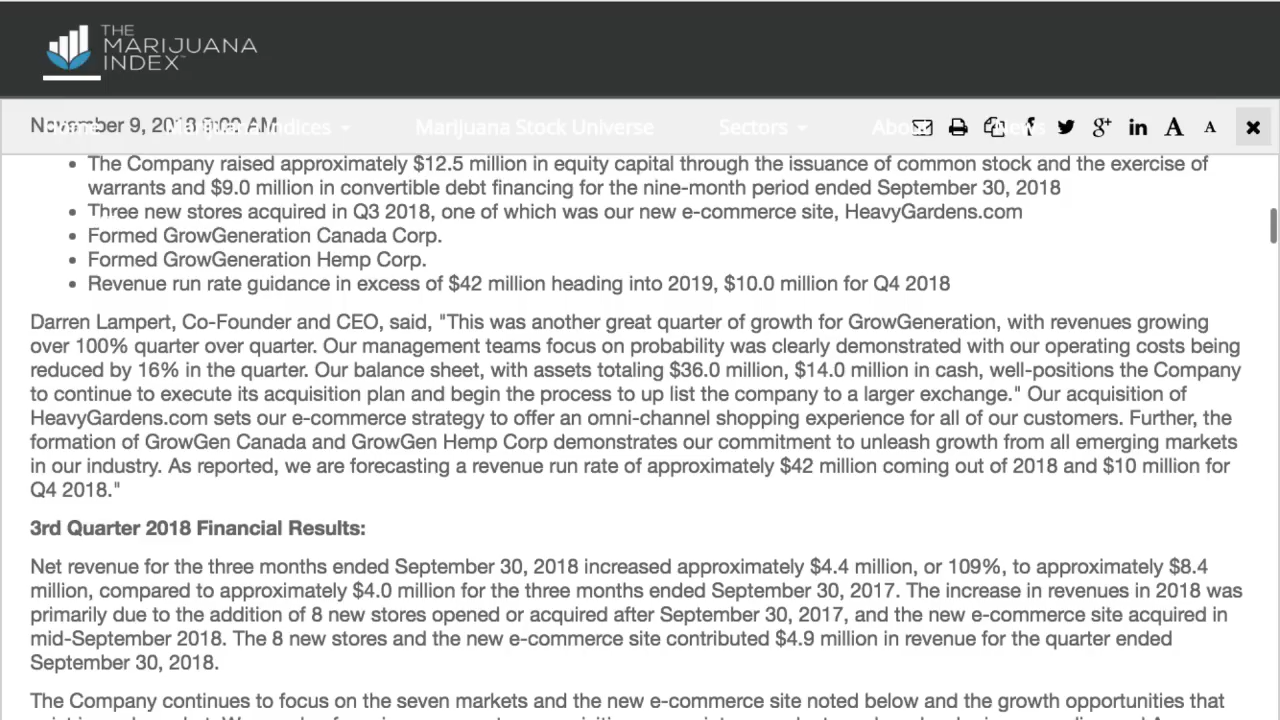 THE
MARIJUANA
INDEX
November 9, 2018 9:00 AM
Home Marijuana Indices Marijuana Stock Universe Sectors About News
The Company raised approximately $12.5 million in equity capital through the issuance of common stock and the exercise of
warrants and $9.0 million in convertible debt financing for the nine-month period ended September 30, 2018
Three new stores acquired in Q3 2018, one of which was our new e-commerce site, HeavyGardens.com
Formed GrowGeneration Canada Corp.
Formed GrowGeneration Hemp Corp.
Revenue run rate guidance in excess of $42 million heading into 2019, $10.0 million for Q4 2018
Darren Lampert, Co-Founder and CEO, said, "This was another great quarter of growth for GrowGeneration, with revenues growing
over 100% quarter over quarter. Our management teams focus on probability was clearly demonstrated with our operating costs being
reduced by 16% in the quarter. Our balance sheet, with assets totaling $36.0 million, $14.0 million in cash, well-positions the Company
to continue to execute its acquisition plan and begin the process to up list the company to a larger exchange." Our acquisition of
HeavyGardens.com sets our e-commerce strategy to offer an omni-channel shopping experience for all of our customers. Further, the
formation of GrowGen Canada and GrowGen Hemp Corp demonstrates our commitment to unleash growth from all emerging markets
in our industry. As reported, we are forecasting a revenue run rate of approximately $42 million coming out of 2018 and $10 million for
Q4 2018."
3rd Quarter 2018 Financial Results:
Net revenue for the three months ended September 30, 2018 increased approximately $4.4 million, or 109%, to approximately $8.4
million, compared to approximately $4.0 million for the three months ended September 30, 2017. The increase in revenues in 2018 was
primarily due to the addition of 8 new stores opened or acquired after September 30, 2017, and the new e-commerce site acquired in
mid-September 2018. The 8 new stores and the new e-commerce site contributed $4.9 million in revenue for the quarter ended
September 30, 2018.
The Company continues to focus on the seven markets and the new e-commerce site noted below and the growth opportunities that